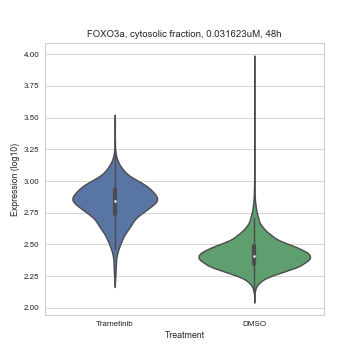 FOXO3a, cytosolic fraction, 0.031623uM, 48h
4.00
3.75
3.50
3.25
3.00
2.75
2.50
2.25
2.00
Expression (log10)
Trametinib DMSO
Treatment